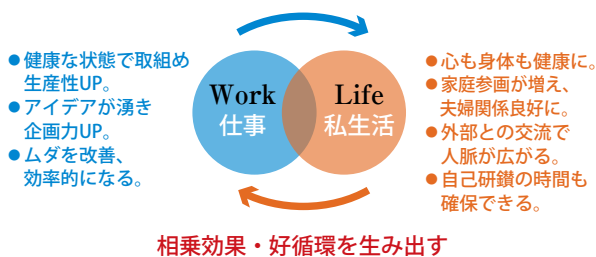 ●健康な状態で取組め
生産性UP。
●アイデアが湧き
企画力UP。
●ムダを改善、
効率的になる。
Work
仕事
Life
私生活
●心も身体も健康に。
●家庭参画が増え、
夫婦関係良好に。
●外部との交流で
人脈が広がる。
●自己研鑚の時間も
確保できる。
相乗効果・好循環を生み出す